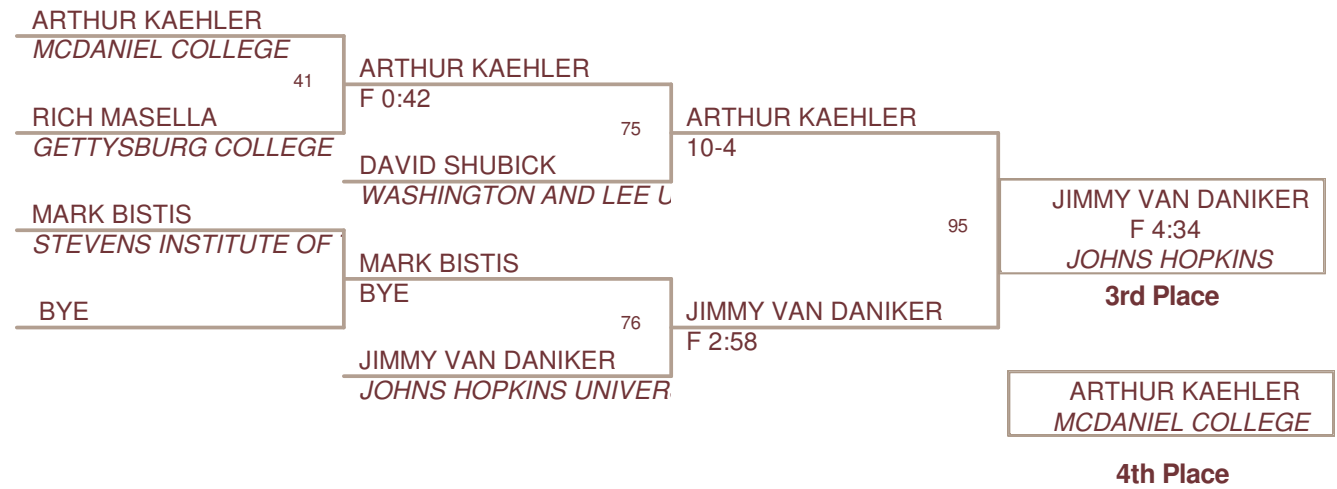 ARTHUR KAEHLER
MCDANIEL COLLEGE
41
RICH MASELLA
GETTYSBURG COLLEGE
MARK BISTIS
STEVENS INSTITUTE OF
BYE
ARTHUR KAEHLER
F 0:42
75
DAVID SHUBICK
WASHINGTON AND LEE U
MARK BISTIS
BYE
76
JIMMY VAN DANIKER
JOHNS HOPKINS UNIVER
ARTHUR KAEHLER
10-4
95
JIMMY VAN DANIKER
F 2:58
JIMMY VAN DANIKER
F 4:34
JOHNS HOPKINS
3rd Place
ARTHUR KAEHLER
MCDANIEL COLLEGE
4th Place